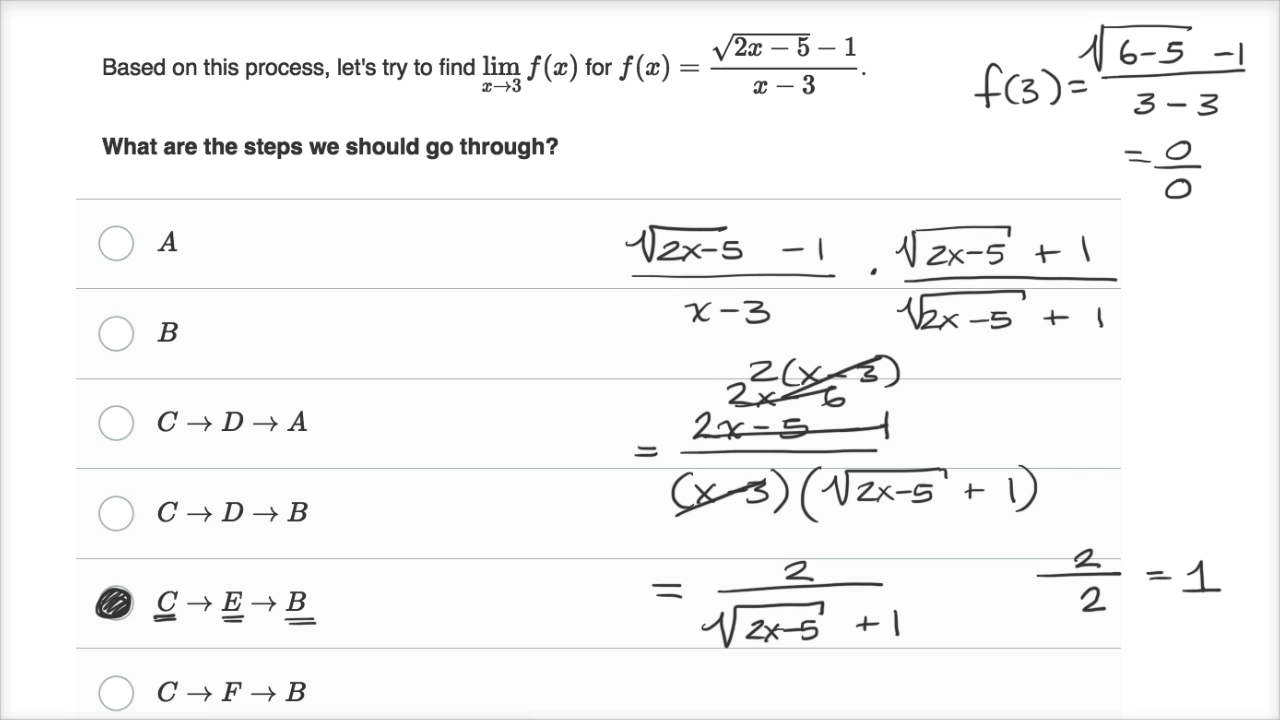 Based on this process, let's try to find lim x→3 f(x) for f(x) = √(2x − 5) − 1 / x − 3.
f(3) = √(6-5) -1 / 3 - 3
= 0/0
What are the steps we should go through?
A
B
C → D → A
C → D → B
C → E → B
C → F → B
√(2x-5) - 1 / x-3 · √(2x-5) + 1 / √(2x-5) + 1
2(x-3)
2x-6
2x-5-1
= / (x-3)(√(2x-5) + 1)
= 2 / √(2x-5) + 1
2/2 = 1